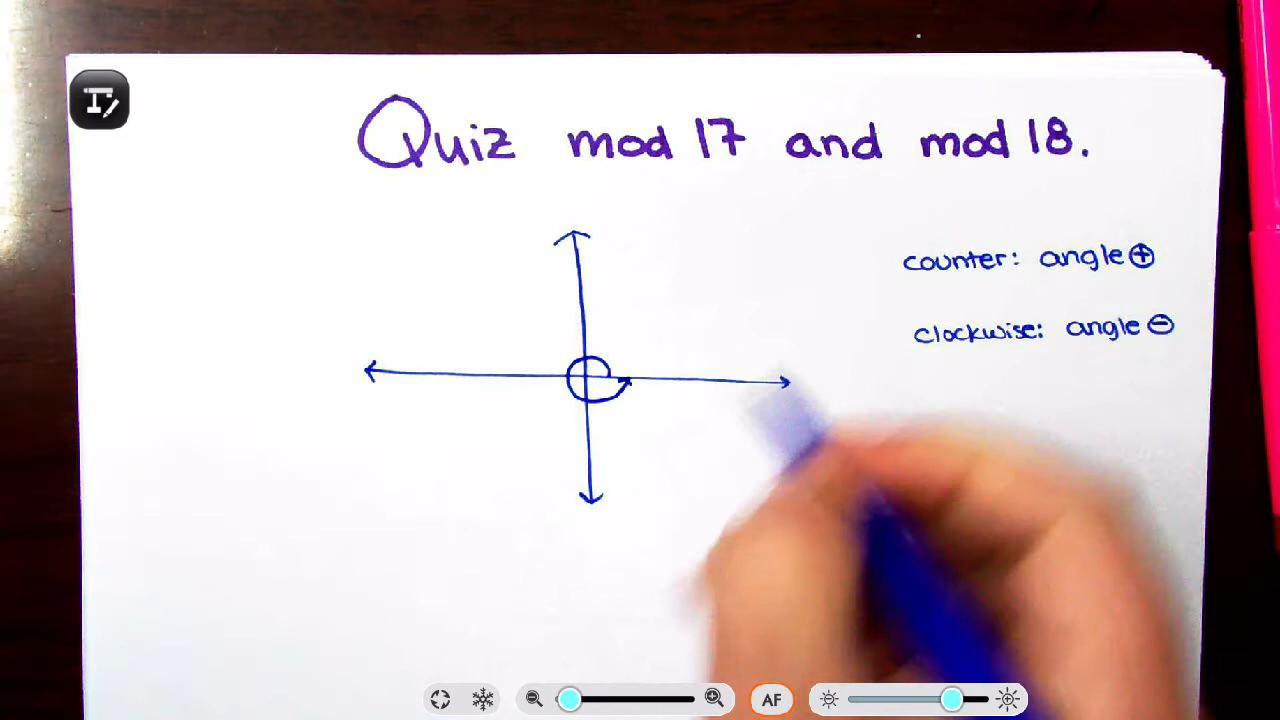 Quiz mod 17 and mod 18.
counter: angle ⊕
clockwise: angle ⊖
AF